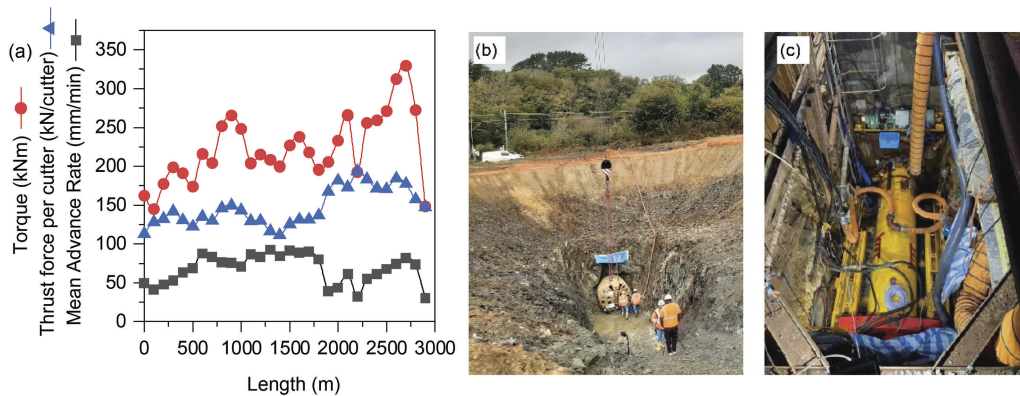 (a)
Torque (kNm)
Thrust force per cutter (kN/cutter)
Mean Advance Rate (mm/min)
350
300
250
200
150
100
50
0
0 500 1000 1500 2000 2500 3000
Length (m)
(b)
(c)